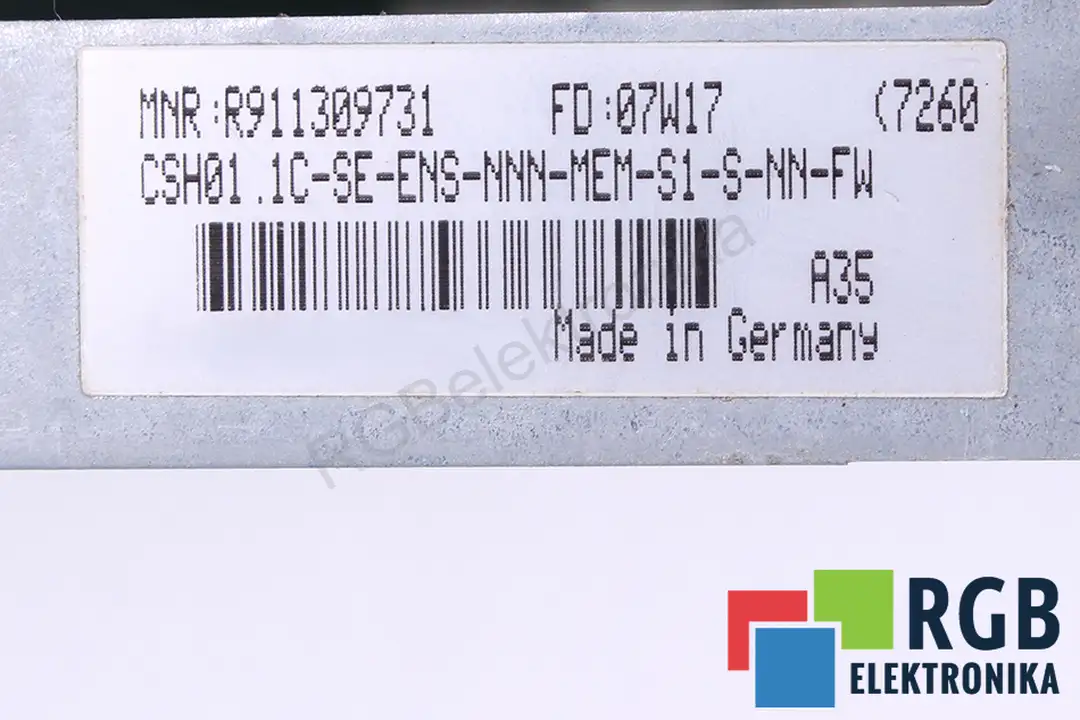 MNR:R911309731 FD:07W17 (7260
CSH01.1C-SE-ENS-NNN-MEM-S1-S-NN-FW
A35
Made in Germany
RGBelektronika
RGB
ELEKTRONIKA